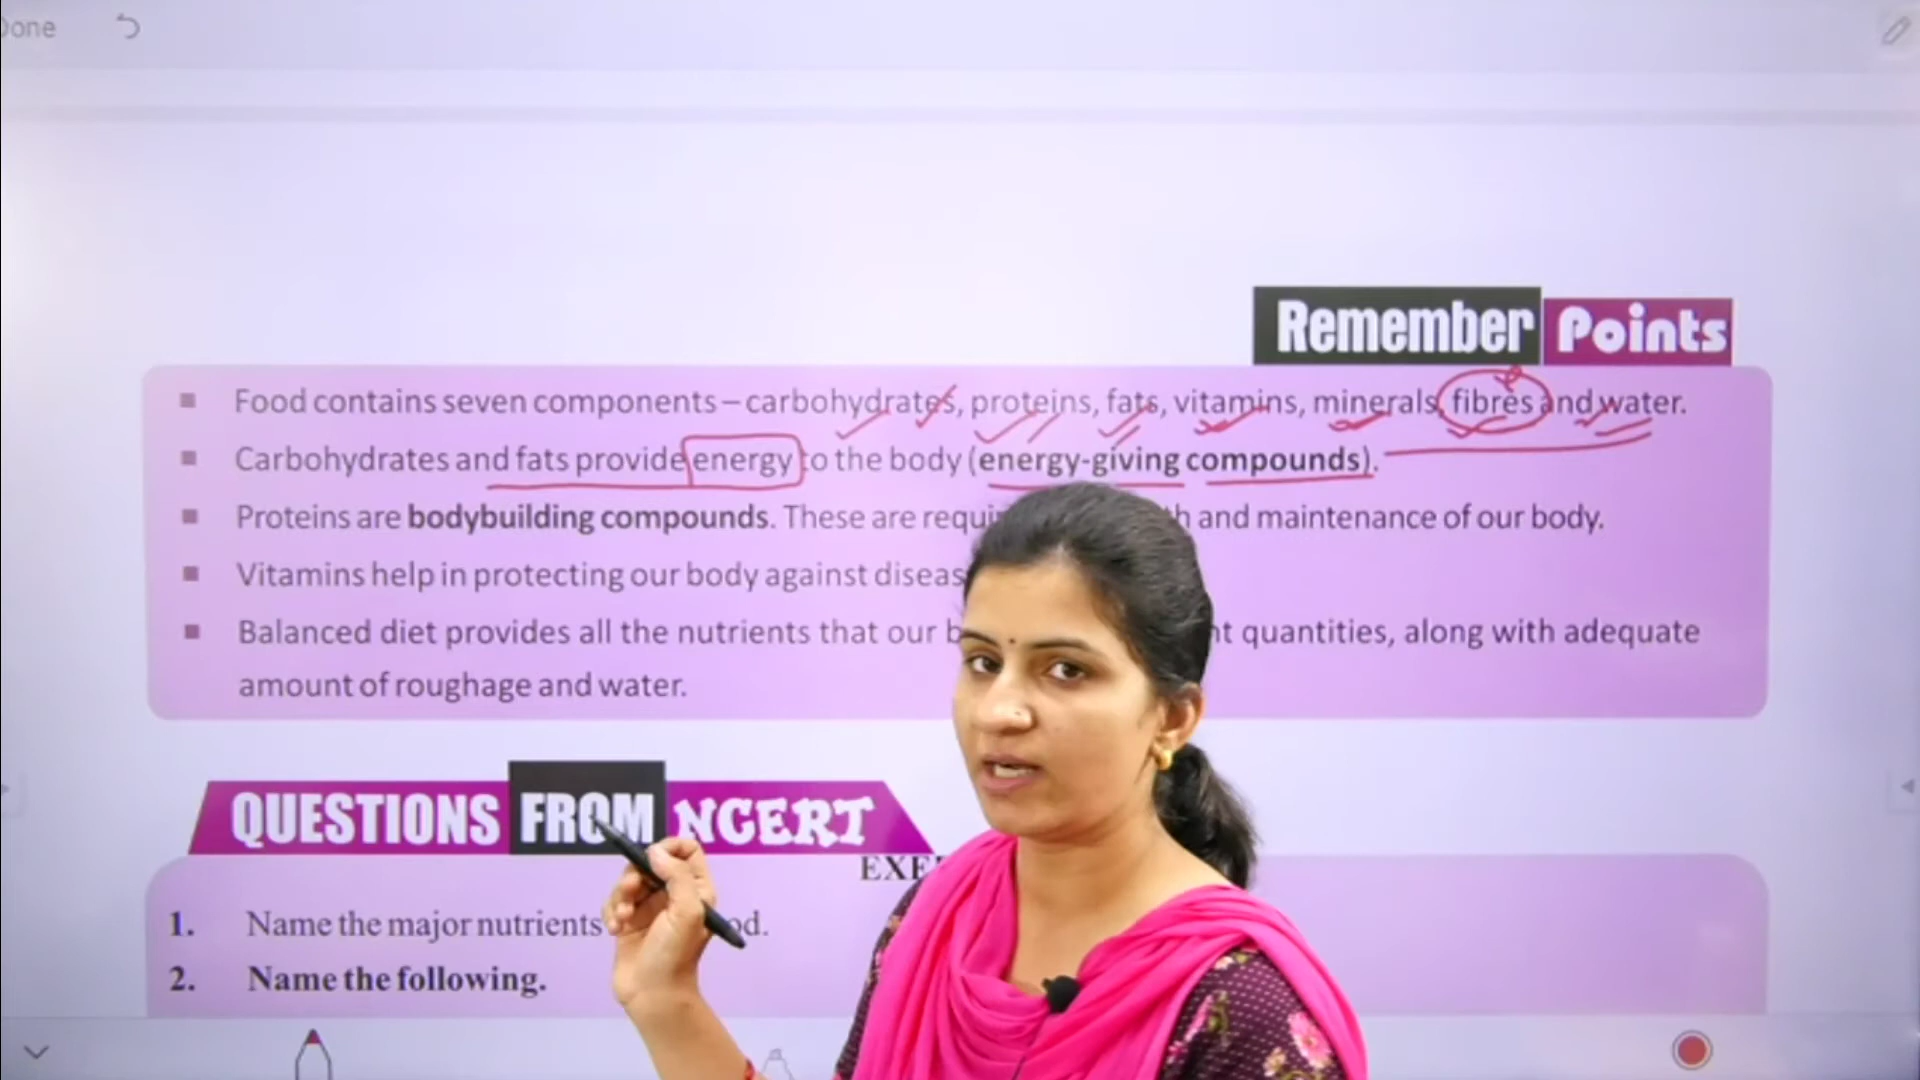 Done
Remember Points
Food contains seven components – carbohydrates, proteins, fats, vitamins, minerals, fibres and water.
Carbohydrates and fats provide energy to the body (energy-giving compounds).
Proteins are bodybuilding compounds. These are requi h and maintenance of our body.
Vitamins help in protecting our body against diseas
Balanced diet provides all the nutrients that our b nt quantities, along with adequate
amount of roughage and water.
QUESTIONS FROM NCERT
EXE
1. Name the major nutrients od.
2. Name the following.